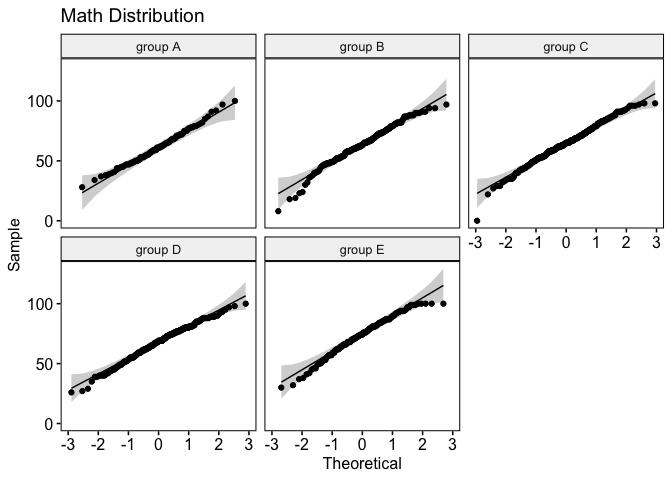 Math Distribution
group A
group B
group C
100
50
0
-3 -2 -1 0 1 2 3
group D
group E
100
50
0
-3 -2 -1 0 1 2 3
-3 -2 -1 0 1 2 3
Sample
Theoretical